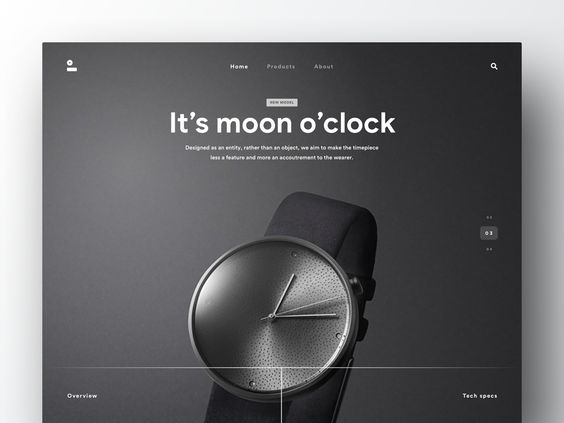 Home Products About
NEW MODEL
It's moon o'clock
Designed as an entity, rather than an object, we aim to make the timepiece
less a feature and more an accoutrement to the wearer.
02
03
04
Overview Tech specs